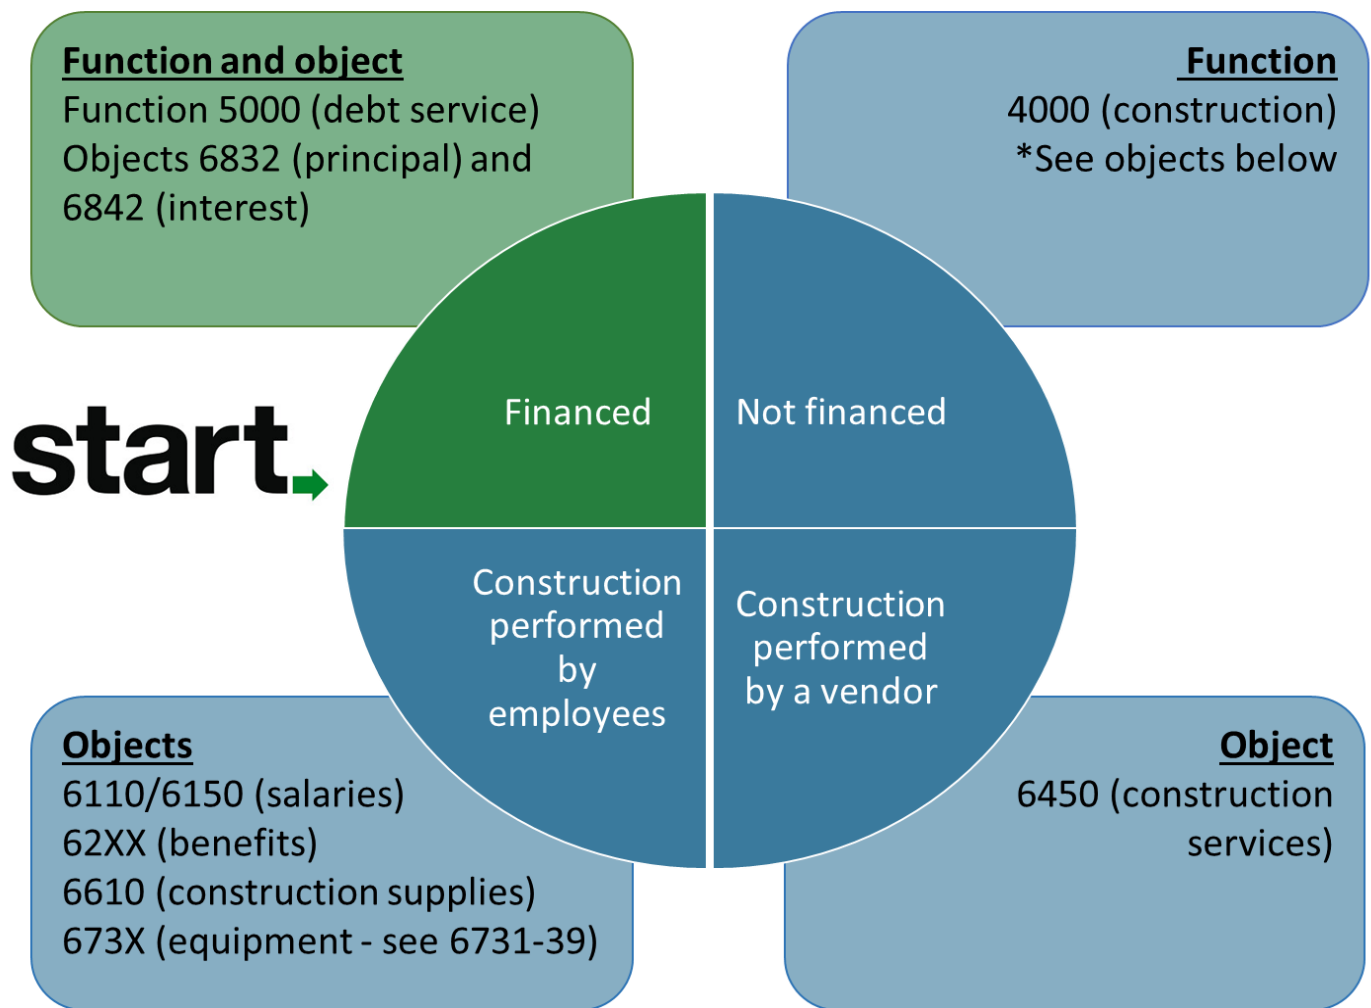 Function and object
Function 5000 (debt service)
Objects 6832 (principal) and
6842 (interest)
Function
4000 (construction)
*See objects below
start
Financed
Not financed
Construction
performed
by
employees
Construction
performed
by a vendor
Objects
6110/6150 (salaries)
62XX (benefits)
6610 (construction supplies)
673X (equipment - see 6731-39)
Object
6450 (construction
services)